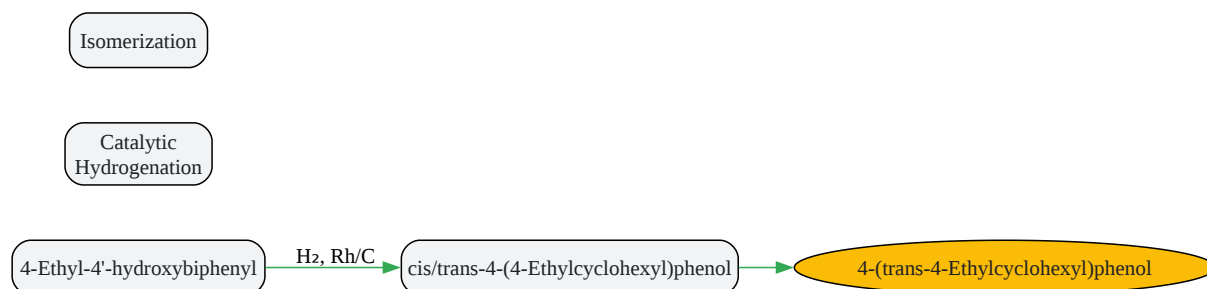 Isomerization
Catalytic
Hydrogenation
4-Ethyl-4'-hydroxybiphenyl
H₂, Rh/C
cis/trans-4-(4-Ethylcyclohexyl)phenol
4-(trans-4-Ethylcyclohexyl)phenol